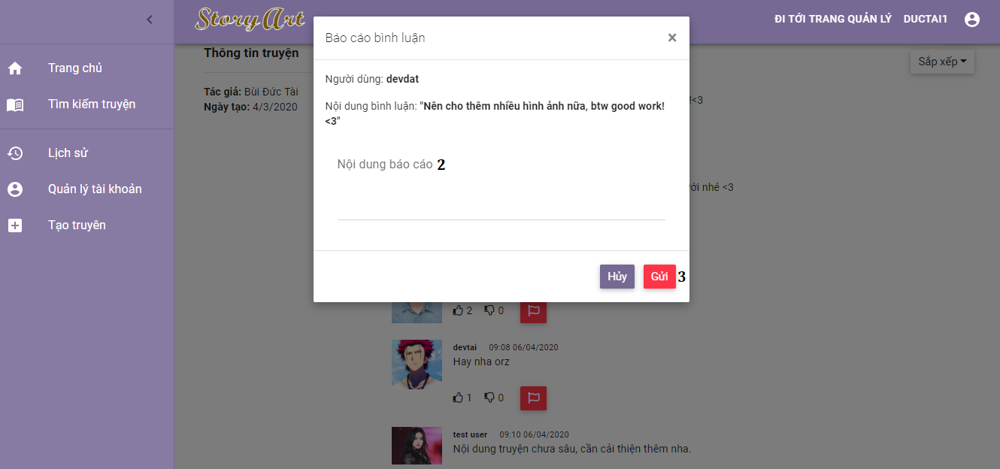 Story Art
ĐI TỚI TRANG QUẢN LÝ DUCTAI1
Trang chủ
Tìm kiếm truyện
Lịch sử
Quản lý tài khoản
Tạo truyên
Thông tin truyện
Tác giả: Bùi Đức Tài
Ngày tạo: 4/3/2020
Sắp xếp
Báo cáo bình luận
×
Người dùng: devdat
Nội dung bình luận: "Nên cho thêm nhiều hình ảnh nữa, btw good work!
<3"
Nội dung báo cáo 2
Hủy Gửi 3
!<3
với nhé <3
2 0
devtai 09:08 06/04/2020
Hay nha orz
1 0
test user 09:10 06/04/2020
Nội dung truyện chưa sâu, cần cải thiện thêm nha.